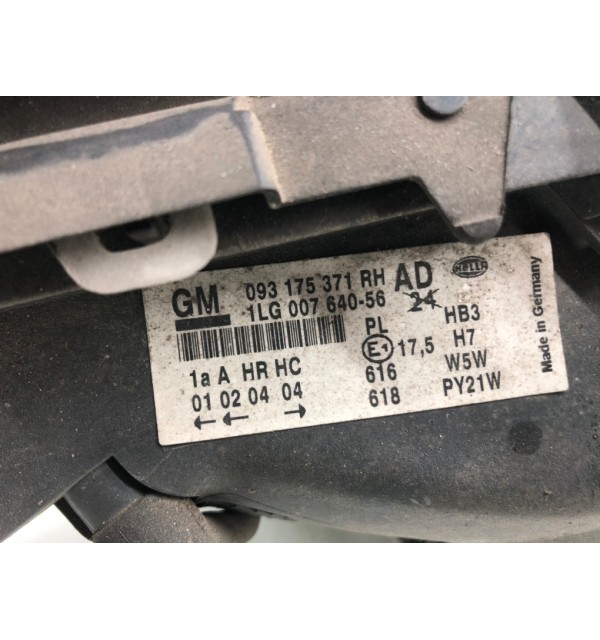 GM 093 175 371 RH AD HELLA
1LG 007 640-56 24
PL HB3
E1 17,5 H7
1a A HR HC 616 W5W
01 02 04 04 618 PY21W
← ← ↔
Made in Germany